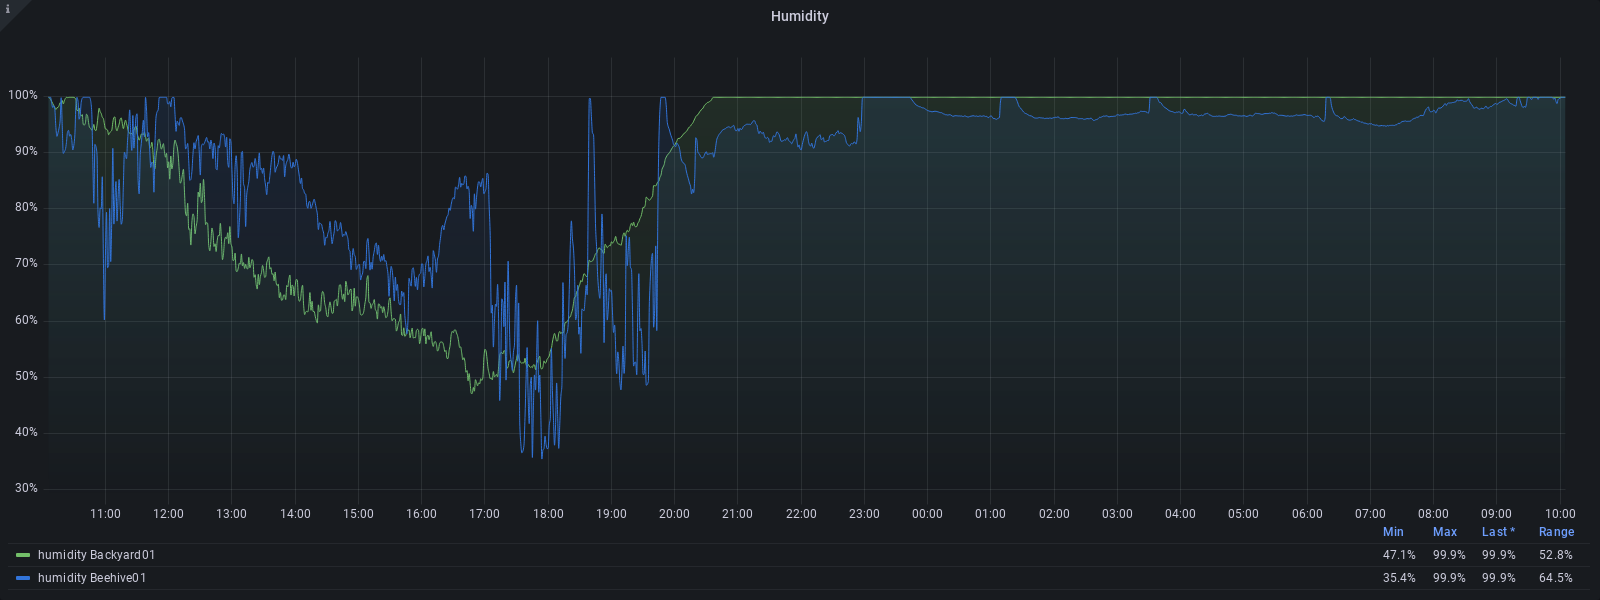 i
Humidity
100%
90%
80%
70%
60%
50%
40%
30%
11:00 12:00 13:00 14:00 15:00 16:00 17:00 18:00 19:00 20:00 21:00 22:00 23:00 00:00 01:00 02:00 03:00 04:00 05:00 06:00 07:00 08:00 09:00 10:00
Min Max Last * Range
humidity Backyard01 47.1% 99.9% 99.9% 52.8%
humidity Beehive01 35.4% 99.9% 99.9% 64.5%